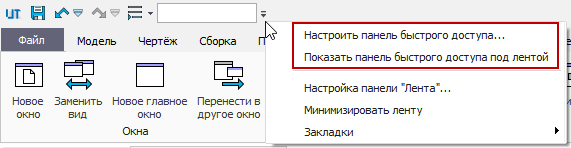 UT
Настроить панель быстрого доступа...
Показать панель быстрого доступа под лентой
Файл Модель Чертёж Сборка П
Настройка панели "Лента"...
Минимизировать ленту
Закладки
Новое окно
Заменить вид
Новое главное окно
Перенести в другое окно
Окна